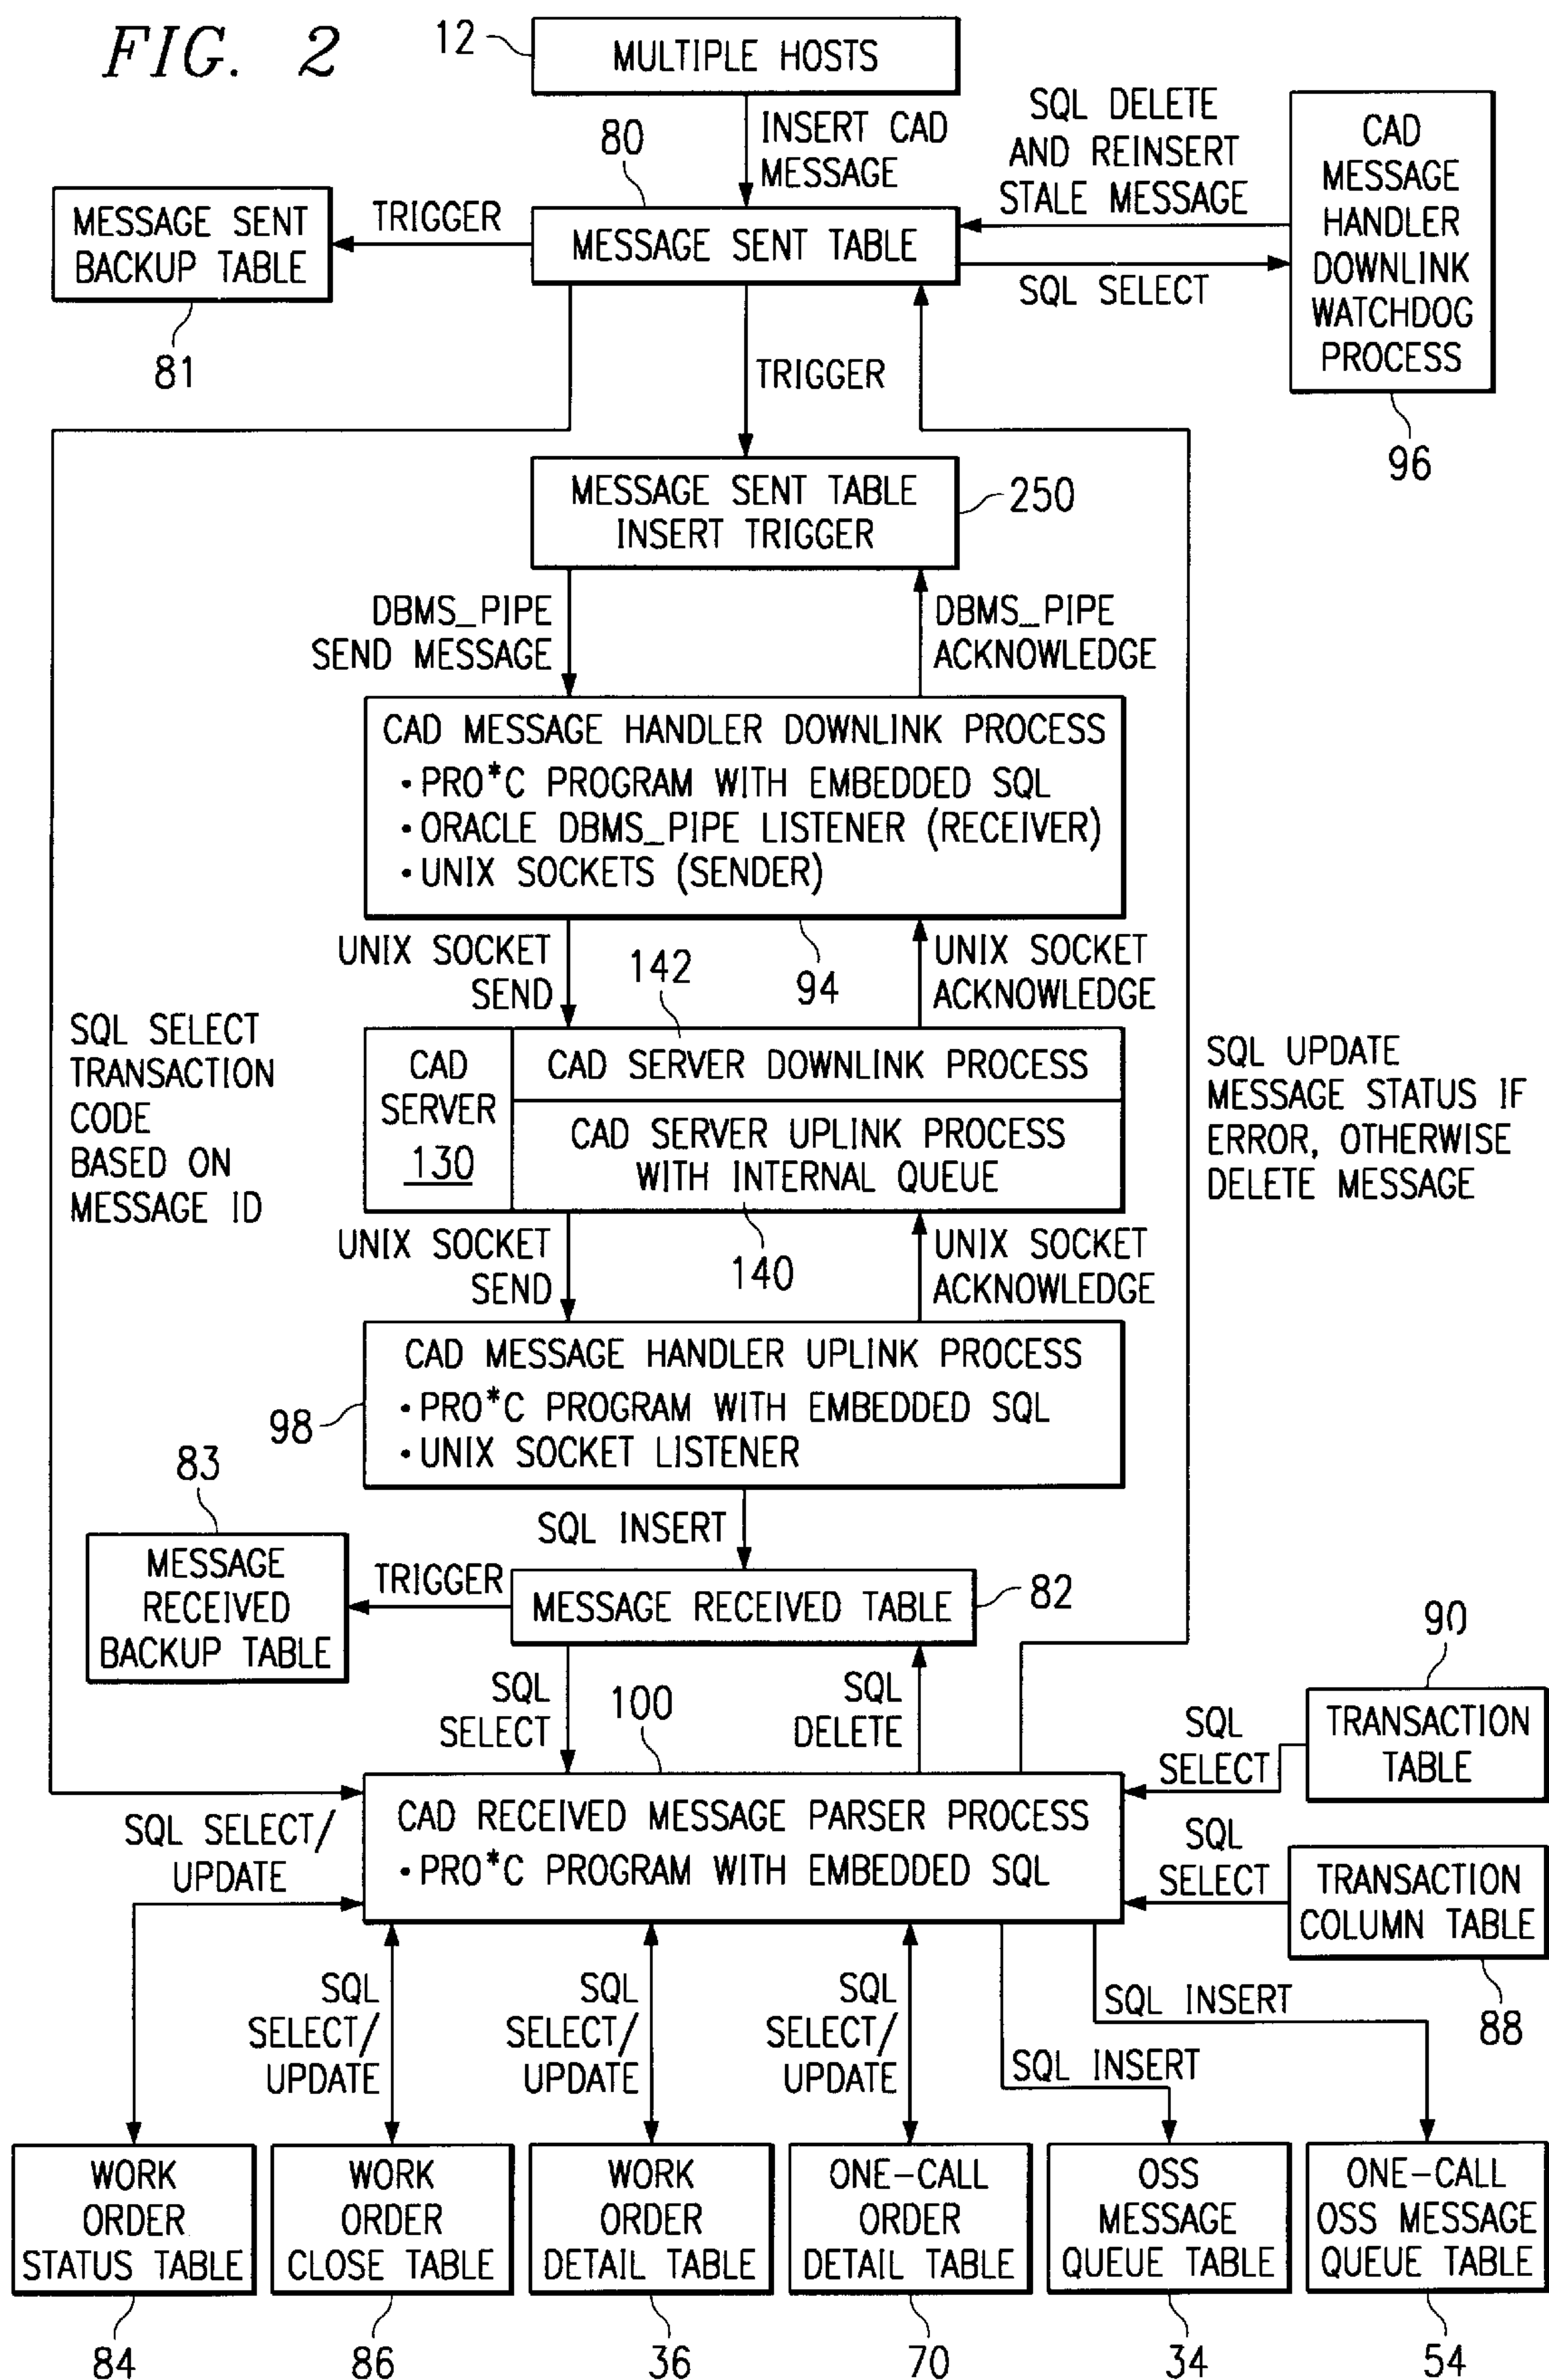 FIG. 2
12
MULTIPLE HOSTS
INSERT CAD
MESSAGE
80
SQL DELETE
AND REINSERT
STALE MESSAGE
CAD
MESSAGE
HANDLER
DOWNLINK
WATCHDOG
PROCESS
96
MESSAGE SENT
BACKUP TABLE
81
TRIGGER
MESSAGE SENT TABLE
SQL SELECT
TRIGGER
MESSAGE SENT TABLE
INSERT TRIGGER
250
DBMS_PIPE
SEND MESSAGE
DBMS_PIPE
ACKNOWLEDGE
CAD MESSAGE HANDLER DOWNLINK PROCESS
• PRO*C PROGRAM WITH EMBEDDED SQL
• ORACLE DBMS_PIPE LISTENER (RECEIVER)
• UNIX SOCKETS (SENDER)
UNIX SOCKET
SEND
142
94
UNIX SOCKET
ACKNOWLEDGE
SQL SELECT
TRANSACTION
CODE
BASED ON
MESSAGE ID
CAD
SERVER
130
CAD SERVER DOWNLINK PROCESS
CAD SERVER UPLINK PROCESS
WITH INTERNAL QUEUE
SQL UPDATE
MESSAGE STATUS IF
ERROR, OTHERWISE
DELETE MESSAGE
UNIX SOCKET
SEND
140
UNIX SOCKET
ACKNOWLEDGE
CAD MESSAGE HANDLER UPLINK PROCESS
• PRO*C PROGRAM WITH EMBEDDED SQL
• UNIX SOCKET LISTENER
98
83
SQL INSERT
MESSAGE
RECEIVED
BACKUP TABLE
TRIGGER
MESSAGE RECEIVED TABLE
82
90
SQL
SELECT
100
SQL
DELETE
SQL
SELECT
TRANSACTION
TABLE
CAD RECEIVED MESSAGE PARSER PROCESS
• PRO*C PROGRAM WITH EMBEDDED SQL
SQL SELECT/
UPDATE
SQL
SELECT
TRANSACTION
COLUMN TABLE
88
SQL
SELECT/
UPDATE
SQL
SELECT/
UPDATE
SQL
SELECT/
UPDATE
SQL INSERT
SQL INSERT
WORK
ORDER
STATUS TABLE
WORK
ORDER
CLOSE TABLE
WORK
ORDER
DETAIL TABLE
ONE-CALL
ORDER
DETAIL TABLE
OSS
MESSAGE
QUEUE TABLE
ONE-CALL
OSS MESSAGE
QUEUE TABLE
84
86
36
70
34
54